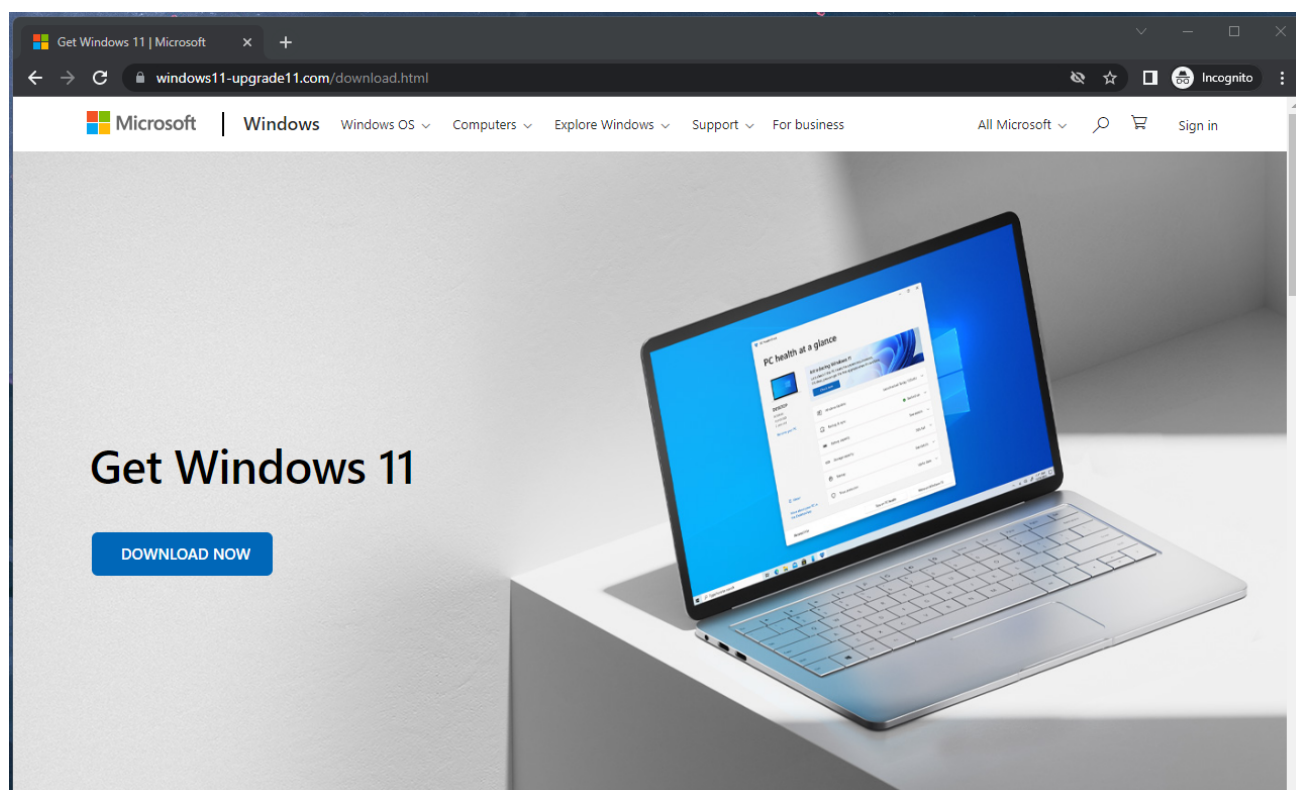 Get Windows 11 | Microsoft
windows11-upgrade11.com/download.html
Incognito
Microsoft Windows Windows OS Computers Explore Windows Support For business All Microsoft Sign in
PC health at a glance
Get Windows 11
DOWNLOAD NOW